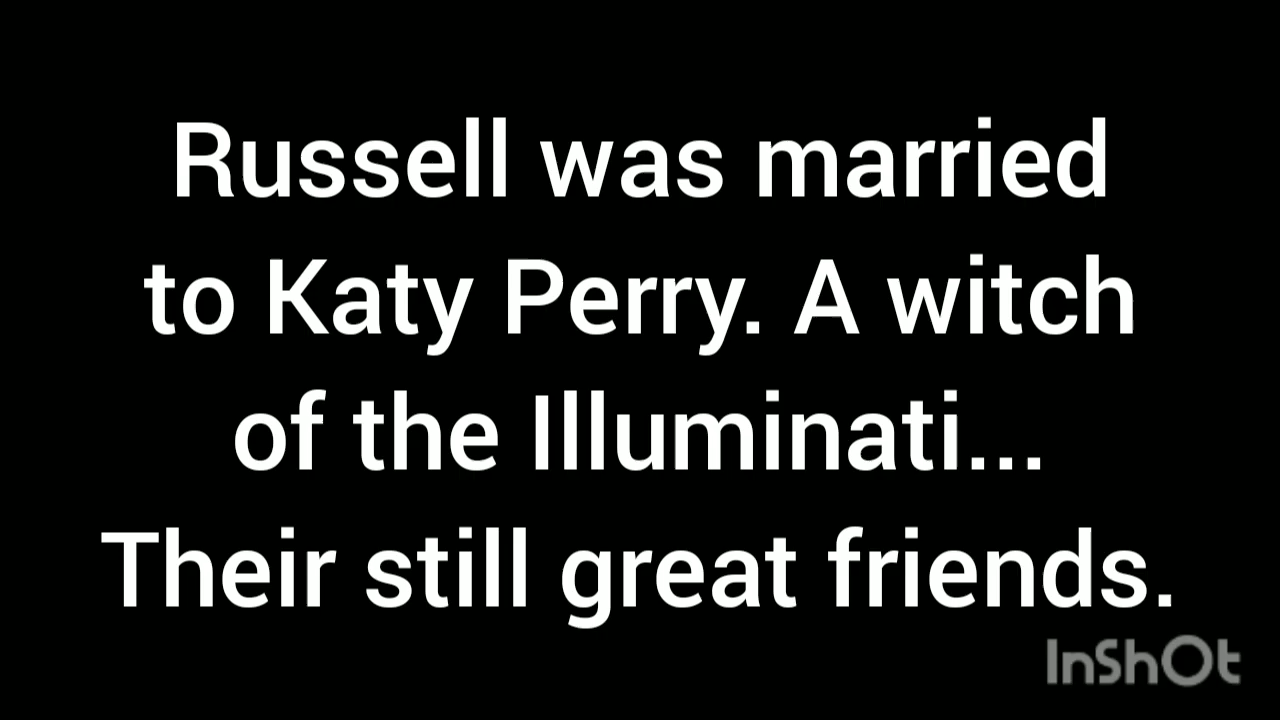 Russell was married
to Katy Perry. A witch
of the Illuminati...
Their still great friends.
InShOt